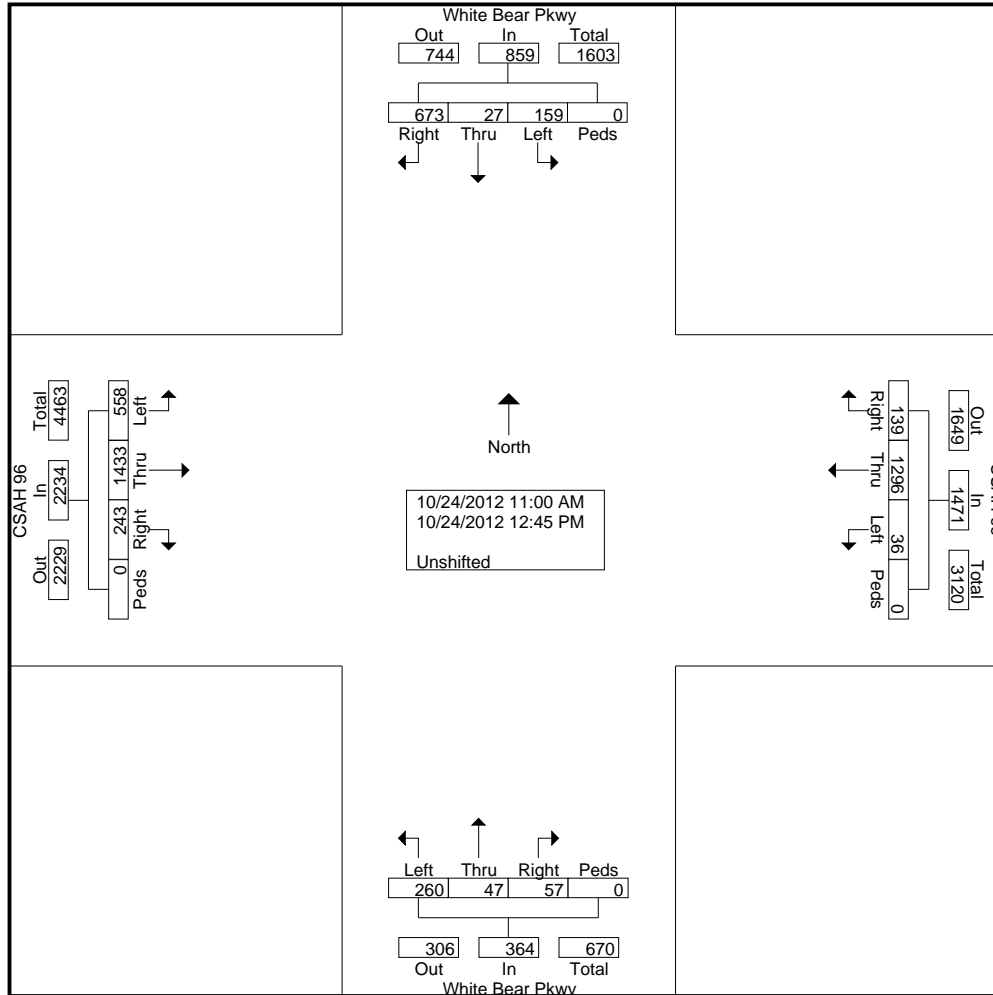 White Bear Pkwy
Out In Total
744 859 1603
673 27 159 0
Right Thru Left Peds
CSAH 96
Total In Out
4463 2234 2229
558 1433 243 0
Left Thru Right Peds
North
10/24/2012 11:00 AM
10/24/2012 12:45 PM
Unshifted
Right Thru Left Peds
139 1296 36 0
Out In Total
1649 1471 3120
Left Thru Right Peds
260 47 57 0
306 364 670
Out In Total
White Bear Pkwy